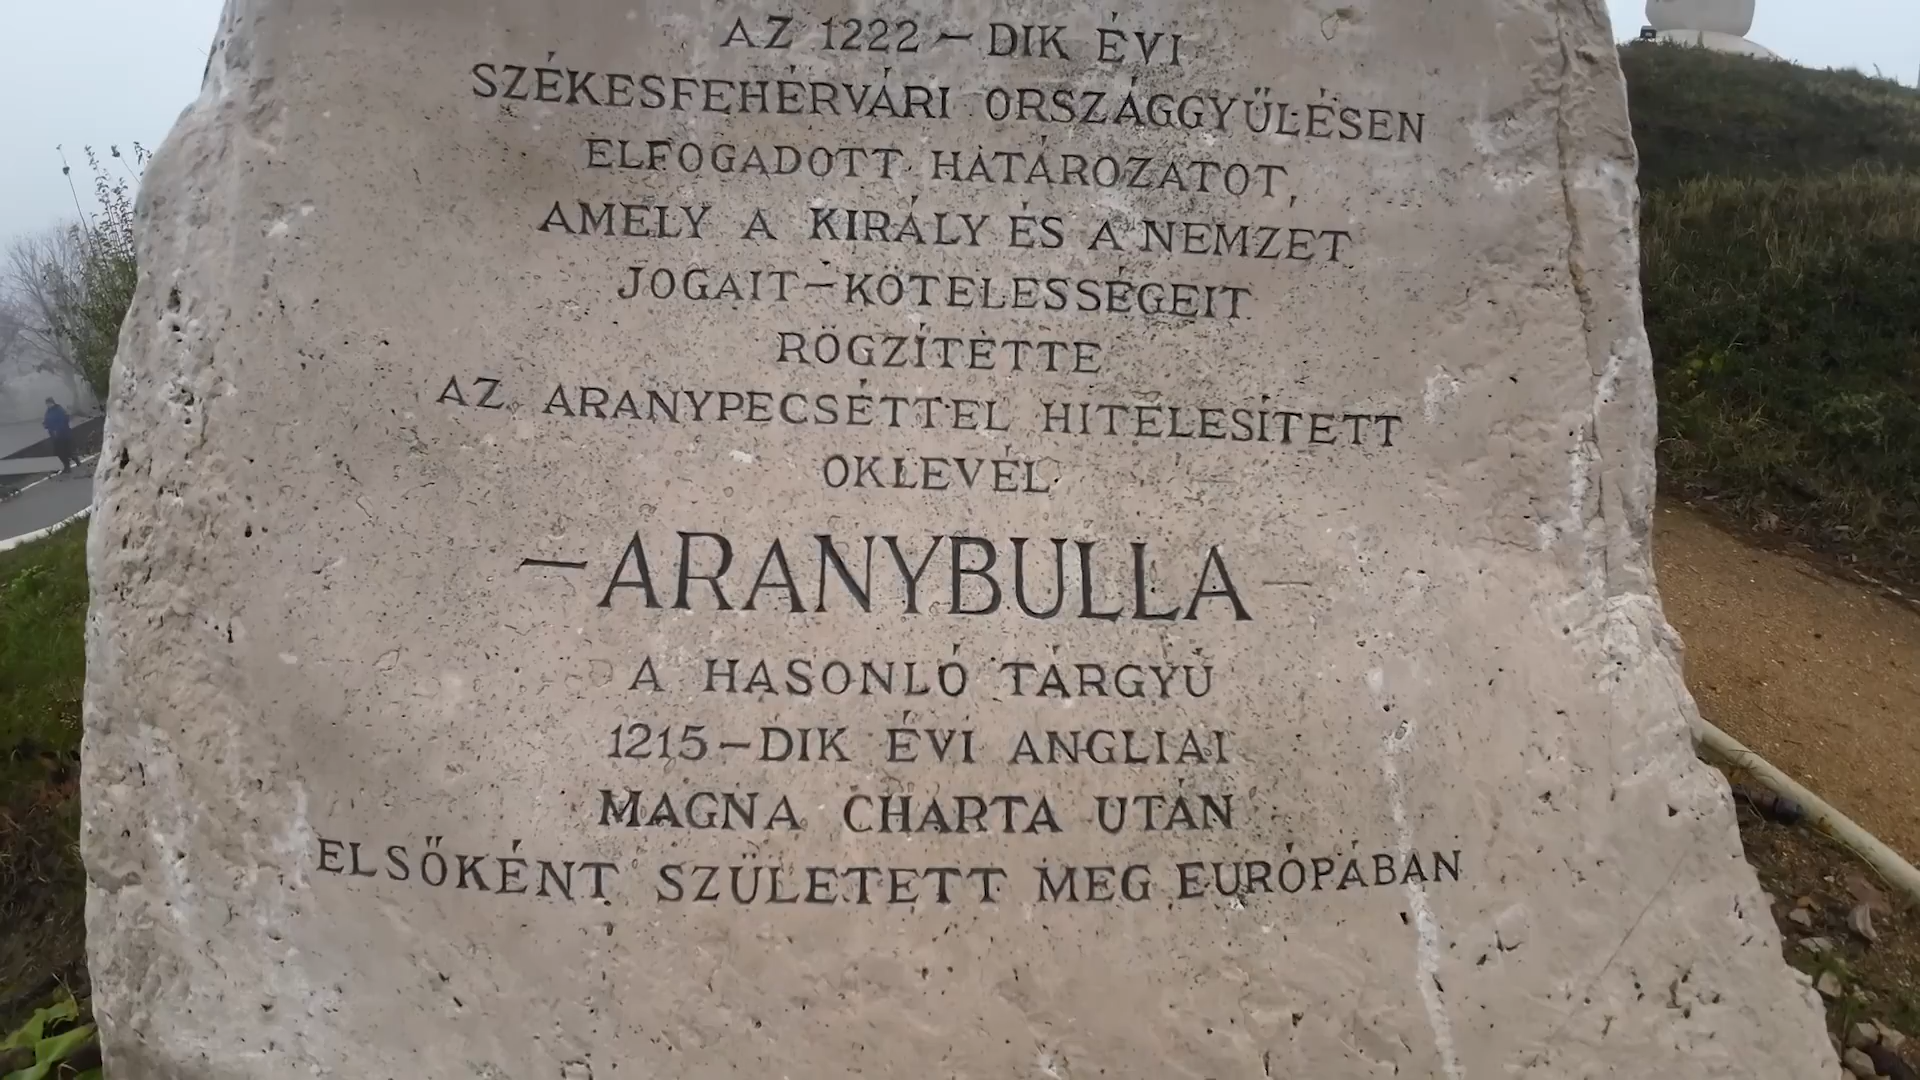 AZ 1222 – DIK ÉVI
SZÉKESFEHÉRVÁRI ORSZÁGGYŰLÉSEN
ELFOGADOTT HATÁROZATOT,
AMELY A KIRÁLY ÉS A NEMZET
JOGAIT – KÖTELESSÉGEIT
RÖGZÍTETTE
AZ ARANYPECSÉTTEL HITELESÍTETT
OKLEVÉL
– ARANYBULLA –
A HASONLÓ TÁRGYÚ
1215 – DIK ÉVI ANGLIAI
MAGNA CHARTA UTÁN
ELSŐKÉNT SZÜLETETT MEG EURÓPÁBAN